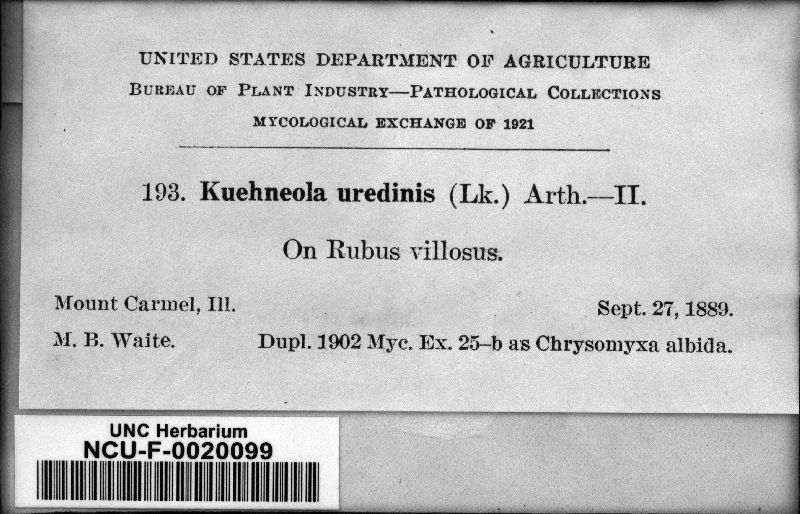 UNITED STATES DEPARTMENT OF AGRICULTURE
BUREAU OF PLANT INDUSTRY—PATHOLOGICAL COLLECTIONS
MYCOLOGICAL EXCHANGE OF 1921
193. Kuehneola uredinis (Lk.) Arth.—II.
On Rubus villosus.
Mount Carmel, Ill. Sept. 27, 1889.
M. B. Waite. Dupl. 1902 Myc. Ex. 25–b as Chrysomyxa albida.
UNC Herbarium
NCU-F-0020099